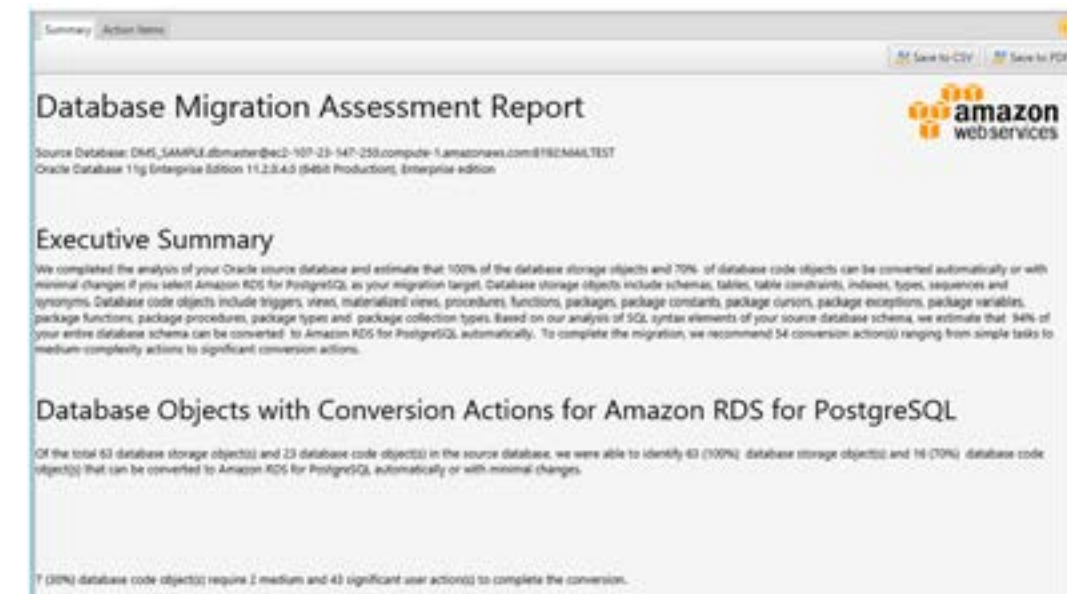 Summary Action Items
Save to CSV Save to PDF
Database Migration Assessment Report
amazon
webservices
Source Database: DMS_SAMPLE.dbmaster@ec2-107-23-147-250.compute-1.amazonaws.com:8192:MAILTEST
Oracle Database 11g Enterprise Edition 11.2.0.4.0 (64bit Production), Enterprise edition
Executive Summary
We completed the analysis of your Oracle source database and estimate that 100% of the database storage objects and 70% of database code objects can be converted automatically or with
minimal changes if you select Amazon RDS for PostgreSQL as your migration target. Database storage objects include schemas, tables, table constraints, indexes, types, sequences and
synonyms. Database code objects include triggers, views, materialized views, procedures, functions, packages, package constants, package cursors, package exceptions, package variables,
package functions, package procedures, package types and package collection types. Based on our analysis of SQL syntax elements of your source database schema, we estimate that 94% of
your entire database schema can be converted to Amazon RDS for PostgreSQL automatically. To complete the migration, we recommend 54 conversion action(s) ranging from simple tasks to
medium-complexity actions to significant conversion actions.
Database Objects with Conversion Actions for Amazon RDS for PostgreSQL
Of the total 63 database storage object(s) and 23 database code object(s) in the source database, we were able to identify 63 (100%) database storage object(s) and 16 (70%) database code
object(s) that can be converted to Amazon RDS for PostgreSQL automatically or with minimal changes.
7 (30%) database code object(s) require 2 medium and 43 significant user action(s) to complete the conversion.